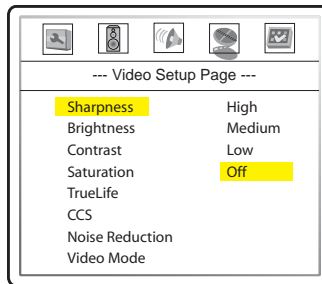 --- Video Setup Page ---
Sharpness High
Brightness Medium
Contrast Low
Saturation Off
TrueLife
CCS
Noise Reduction
Video Mode